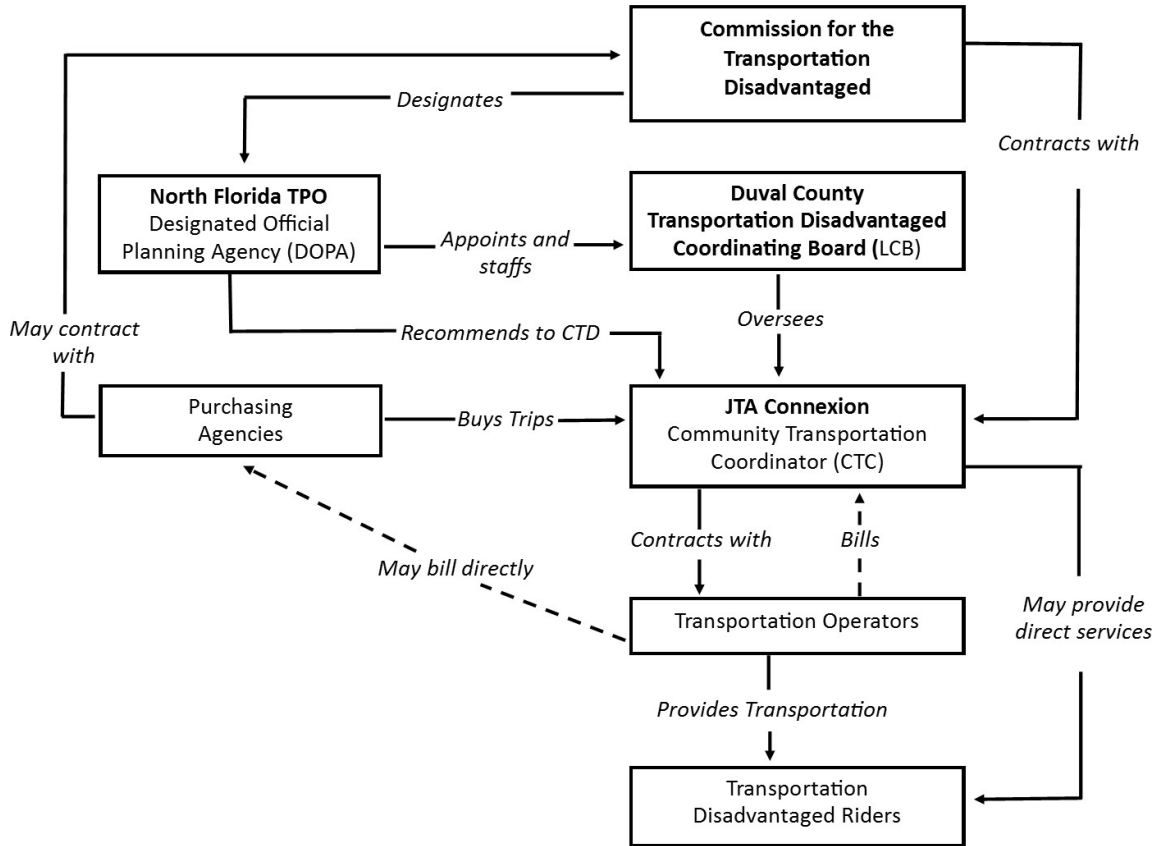 Commission for the
Transportation
Disadvantaged
Designates
Contracts with
North Florida TPO
Designated Official
Planning Agency (DOPA)
Appoints and
staffs
Duval County
Transportation Disadvantaged
Coordinating Board (LCB)
May contract
with
Recommends to CTD
Oversees
Purchasing
Agencies
Buys Trips
JTA Connexion
Community Transportation
Coordinator (CTC)
Contracts with
Bills
May bill directly
Transportation Operators
May provide
direct services
Provides Transportation
Transportation
Disadvantaged Riders